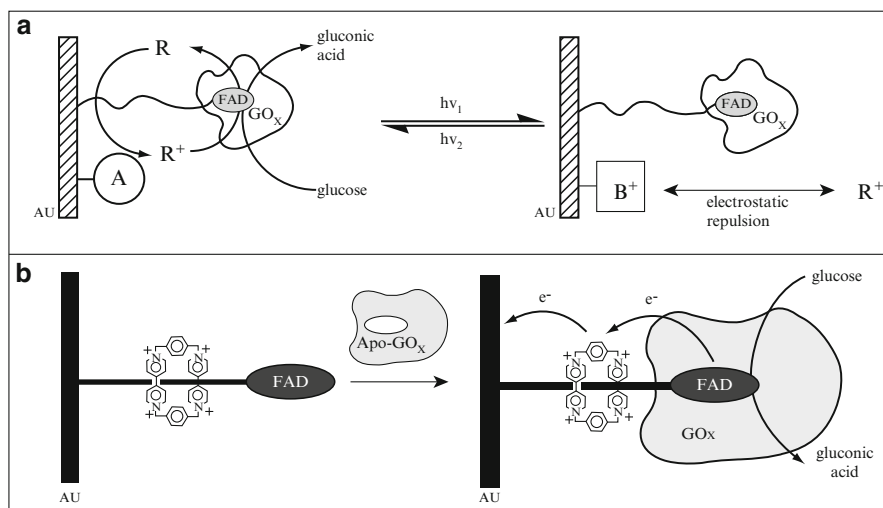 a
R
gluconic
acid
FAD
GOX
R+
A
glucose
AU
hν1
hν2
FAD
GOX
B+
electrostatic
repulsion
R+
AU
b
+ +
N N
N N
+ +
FAD
AU
Apo-GOX
e-
e-
glucose
+ +
N N
N N
+ +
FAD
GOx
gluconic
acid
AU